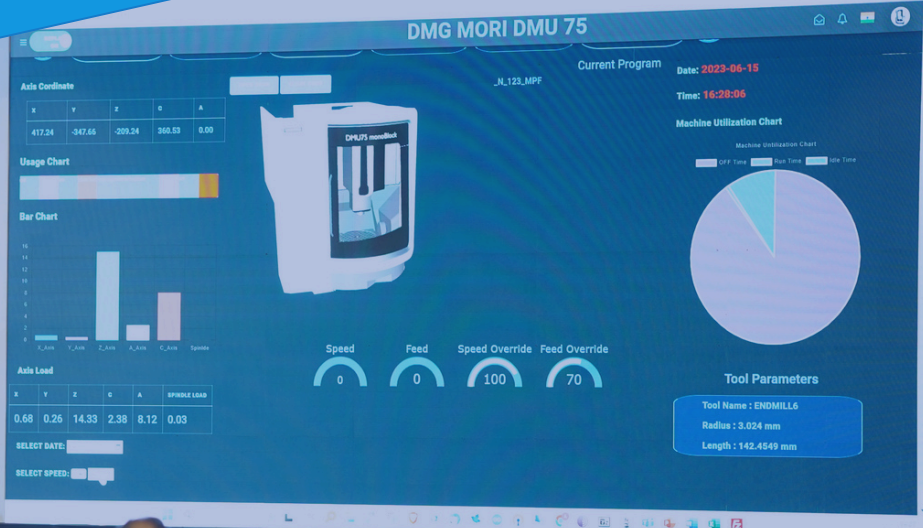 DMG MORI DMU 75
Current Program
_N_123_MPF
Date: 2023-06-15
Time: 16:28:06
Axis Cordinate
X Y Z A
417.24 -347.66 -209.24 360.53 0.00
DMU75 monoBlock
Machine Utilization Chart
OFF Time Run Time Idle Time
Usage Chart
Bar Chart
16
14
12
10
8
6
4
2
0
X_Axis Y_Axis Z_Axis A_Axis C_Axis Spindle
Speed Feed Speed Override Feed Override
0 0 100 70
Axis Load
X Y Z C A SPINDLE LOAD
0.68 0.26 14.33 2.38 8.12 0.03
SELECT DATE:
SELECT SPEED:
Tool Parameters
Tool Name : ENDMILL6
Radius : 3.024 mm
Length : 142.4549 mm